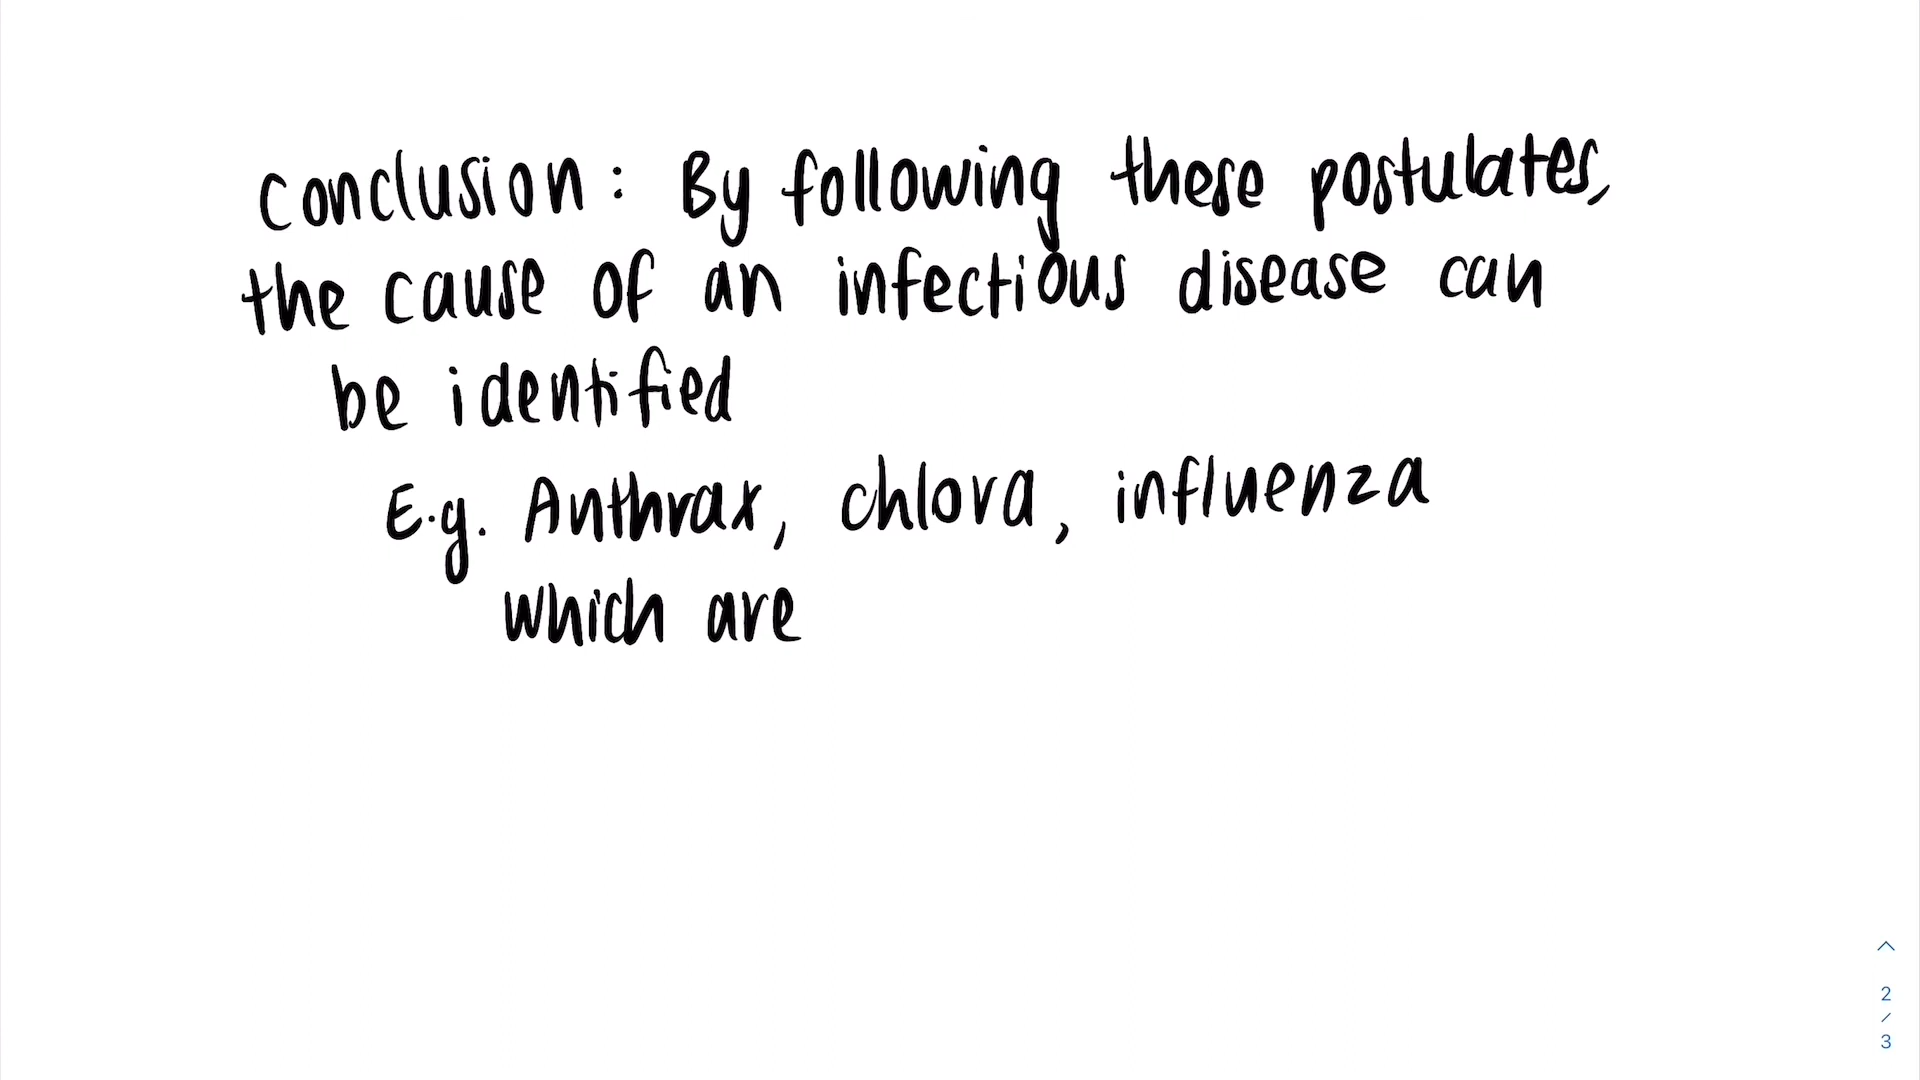 Conclusion: By following these postulates,
the cause of an infectious disease can
be identified
E.g. Anthrax, chlora, influenza
which are
^
2
/
3